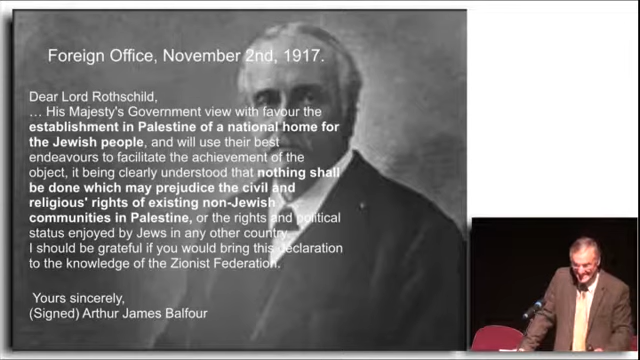 Foreign Office, November 2nd, 1917.
Dear Lord Rothschild,
... His Majesty's Government view with favour the
establishment in Palestine of a national home for
the Jewish people, and will use their best
endeavours to facilitate the achievement of the
object, it being clearly understood that nothing shall
be done which may prejudice the civil and
religious' rights of existing non-Jewish
communities in Palestine, or the rights and political
status enjoyed by Jews in any other country.
I should be grateful if you would bring this declaration
to the knowledge of the Zionist Federation.
Yours sincerely,
(Signed) Arthur James Balfour